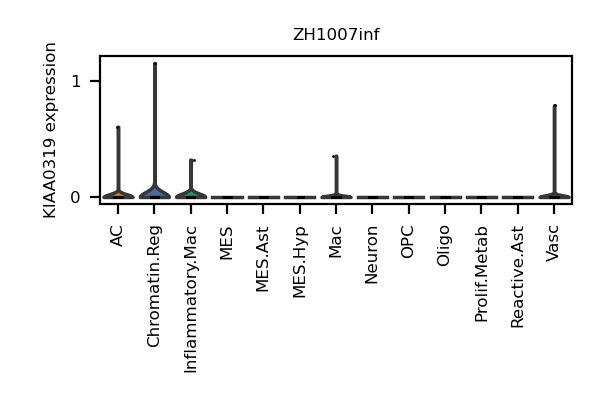 ZH1007inf
KIAA0319 expression
1
0
AC
Chromatin.Reg
Inflammatory.Mac
MES
MES.Ast
MES.Hyp
Mac
Neuron
OPC
Oligo
Prolif.Metab
Reactive.Ast
Vasc